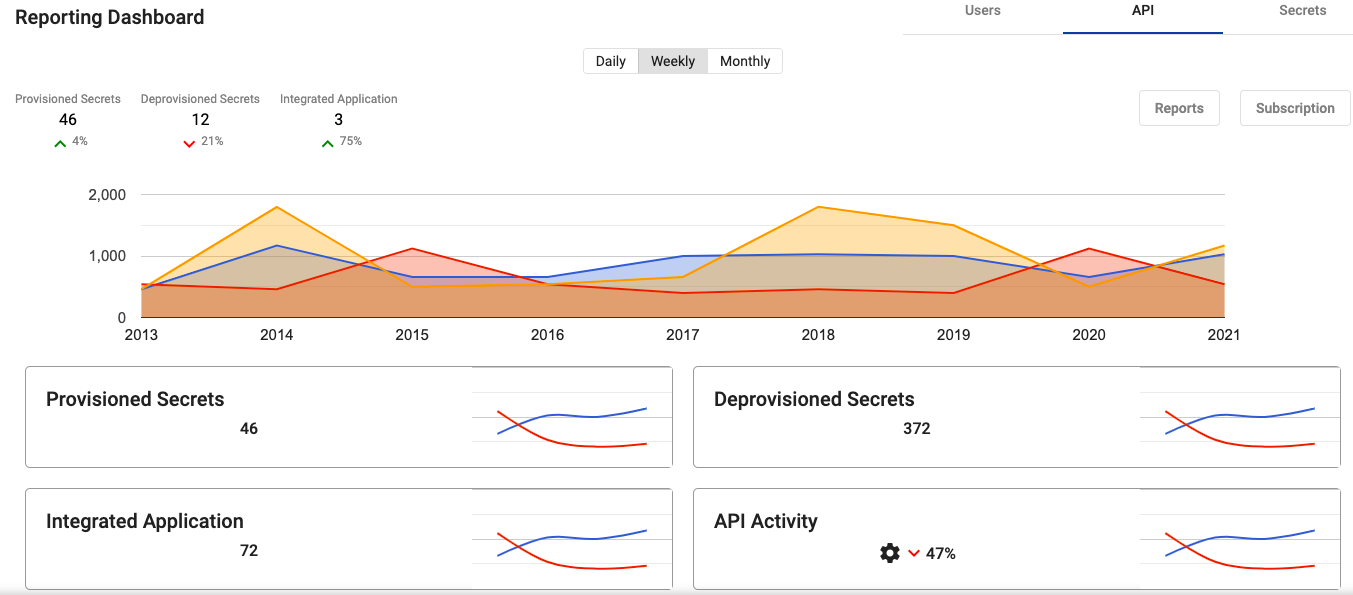 Reporting Dashboard
Users API Secrets
Daily Weekly Monthly
Provisioned Secrets Deprovisioned Secrets Integrated Application
46 12 3
4% 21% 75%
Reports Subscription
2,000
1,000
0
2013 2014 2015 2016 2017 2018 2019 2020 2021
Provisioned Secrets
46
Deprovisioned Secrets
372
Integrated Application
72
API Activity
47%